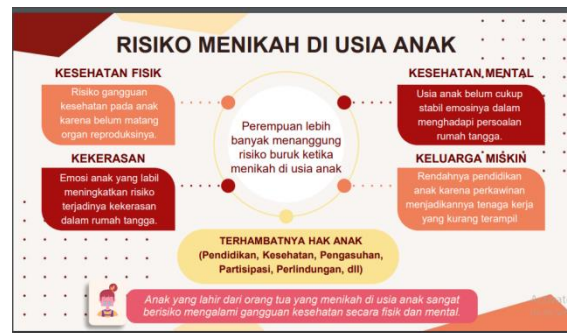 RISIKO MENIKAH DI USIA ANAK
KESEHATAN FISIK
Risiko gangguan
kesehatan pada anak
karena belum matang
organ reproduksinya.
KESEHATAN MENTAL
Usia anak belum cukup
stabil emosinya dalam
menghadapi persoalan
rumah tangga.
Perempuan lebih
banyak menanggung
risiko buruk ketika
menikah di usia anak
KEKERASAN
Emosi anak yang labil
meningkatkan risiko
terjadinya kekerasan
dalam rumah tangga.
KELUARGA MISKIN
Rendahnya pendidikan
anak karena perkawinan
menjadikannya tenaga kerja
yang kurang terampil
TERHAMBATNYA HAK ANAK
(Pendidikan, Kesehatan, Pengasuhan,
Partisipasi, Perlindungan, dll)
Anak yang lahir dari orang tua yang menikah di usia anak sangat
berisiko mengalami gangguan kesehatan secara fisik dan mental.